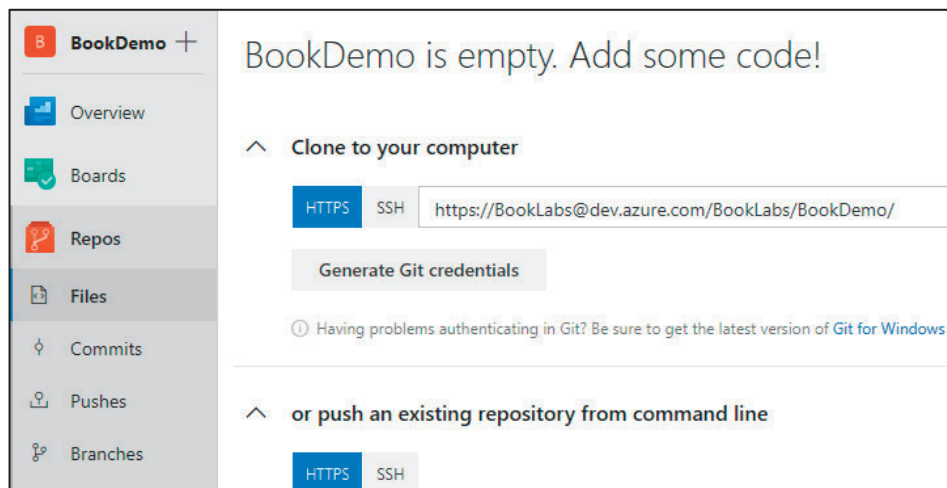 B BookDemo +
Overview
Boards
Repos
Files
Commits
Pushes
Branches
BookDemo is empty. Add some code!
Clone to your computer
HTTPS SSH https://BookLabs@dev.azure.com/BookLabs/BookDemo/
Generate Git credentials
Having problems authenticating in Git? Be sure to get the latest version of Git for Windows
or push an existing repository from command line
HTTPS SSH